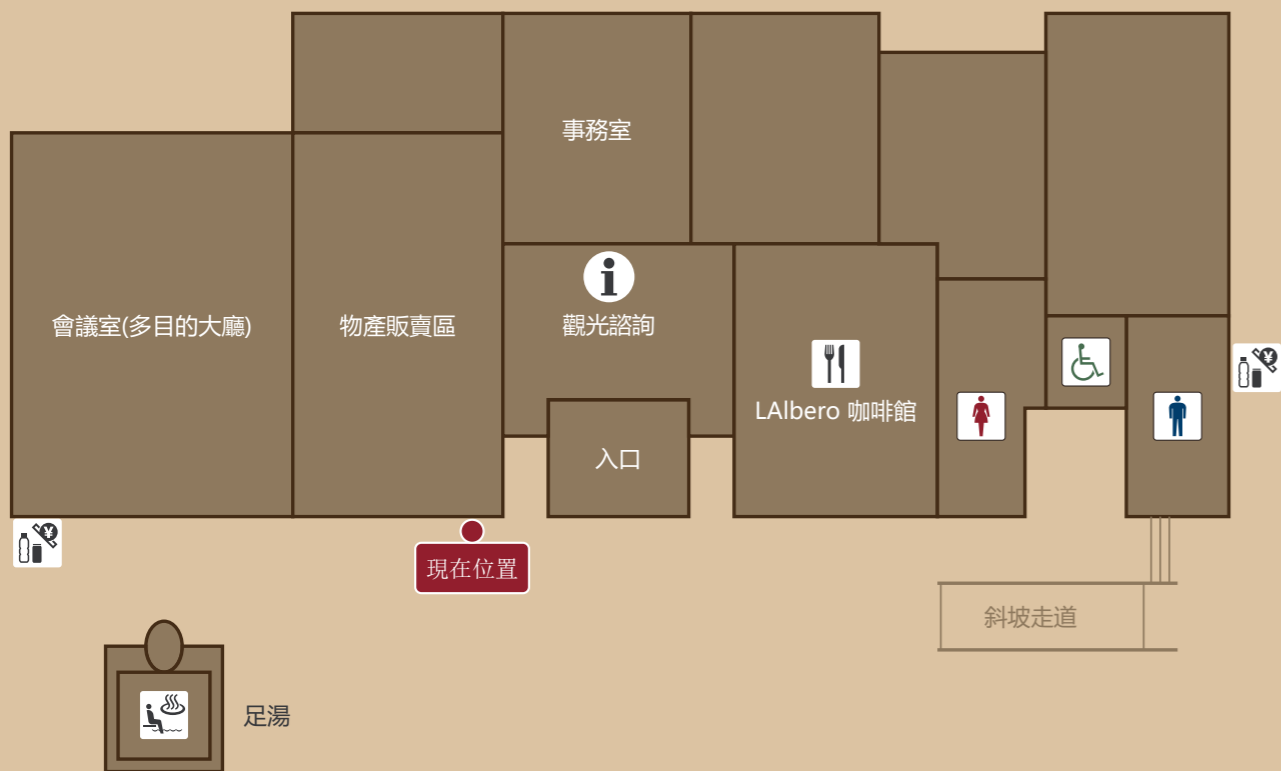 事務室
會議室(多目的大廳)
物產販賣區
觀光諮詢
LAlbero 咖啡館
入口
現在位置
斜坡走道
足湯
¥
¥